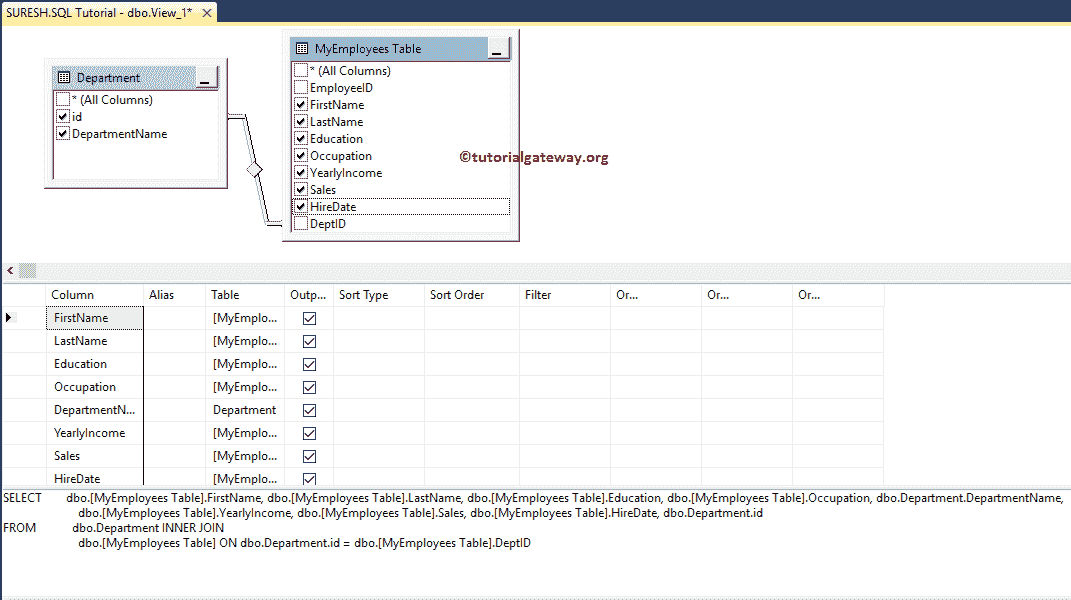 SURESH.SQL Tutorial - dbo.View_1*
Department
* (All Columns)
id
DepartmentName
MyEmployees Table
* (All Columns)
EmployeeID
FirstName
LastName
Education
Occupation
YearlyIncome
Sales
HireDate
DeptID
©tutorialgateway.org
Column Alias Table Outp... Sort Type Sort Order Filter Or... Or... Or...
FirstName [MyEmplo...
LastName [MyEmplo...
Education [MyEmplo...
Occupation [MyEmplo...
DepartmentN... Department
YearlyIncome [MyEmplo...
Sales [MyEmplo...
HireDate [MyEmplo...
SELECT dbo.[MyEmployees Table].FirstName, dbo.[MyEmployees Table].LastName, dbo.[MyEmployees Table].Education, dbo.[MyEmployees Table].Occupation, dbo.Department.DepartmentName,
dbo.[MyEmployees Table].YearlyIncome, dbo.[MyEmployees Table].Sales, dbo.[MyEmployees Table].HireDate, dbo.Department.id
FROM dbo.Department INNER JOIN
dbo.[MyEmployees Table] ON dbo.Department.id = dbo.[MyEmployees Table].DeptID